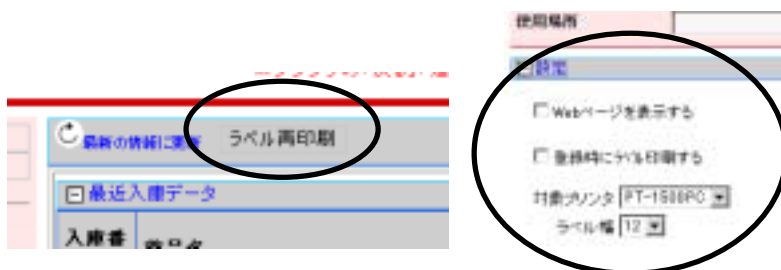 最新の情報に更新 ラベル再印刷
最近入庫データ
入庫番
使用場所
設定
Webページを表示する
登録時にラベル印刷する
対象プリンタ PT-1500PC
ラベル幅 12